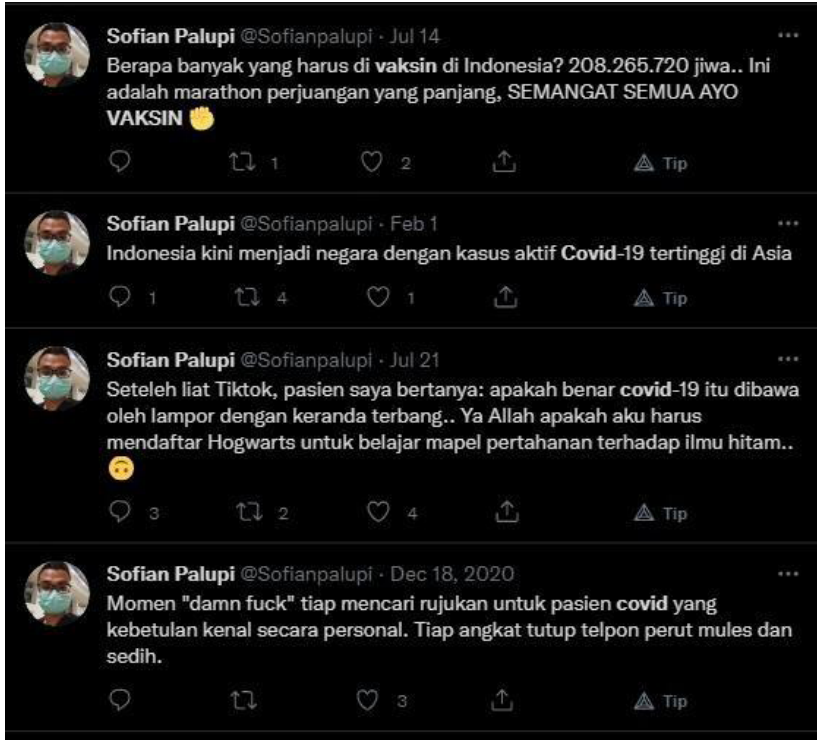 Sofian Palupi @Sofianpalupi · Jul 14
Berapa banyak yang harus di vaksin di Indonesia? 208.265.720 jiwa.. Ini
adalah marathon perjuangan yang panjang, SEMANGAT SEMUA AYO
VAKSIN ✊
1 2 Tip
Sofian Palupi @Sofianpalupi · Feb 1
Indonesia kini menjadi negara dengan kasus aktif Covid-19 tertinggi di Asia
1 4 1 Tip
Sofian Palupi @Sofianpalupi · Jul 21
Seteleh liat Tiktok, pasien saya bertanya: apakah benar covid-19 itu dibawa
oleh lampor dengan keranda terbang.. Ya Allah apakah aku harus
mendaftar Hogwarts untuk belajar mapel pertahanan terhadap ilmu hitam..
🙃
3 2 4 Tip
Sofian Palupi @Sofianpalupi · Dec 18, 2020
Momen "damn fuck" tiap mencari rujukan untuk pasien covid yang
kebetulan kenal secara personal. Tiap angkat tutup telpon perut mules dan
sedih.
3 Tip